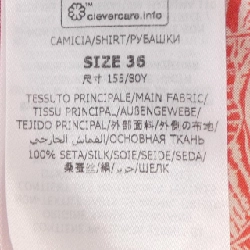 clevercare.info
CAMICIA/SHIRT/РУБАШКИ
SIZE 36
尺寸 155/80Y
TESSUTO PRINCIPALE/MAIN FABRIC/
TISSU PRINCIPAL/AUßENGEWEBE/
TEJIDO PRINCIPAL/外部面料/外側の布地/
القماش الخارجي/ОСНОВНАЯ ТКАНЬ
100% SETA/SILK/SOIE/SEIDE/SEDA/
桑蚕丝/絹/حرير/ШЕЛК